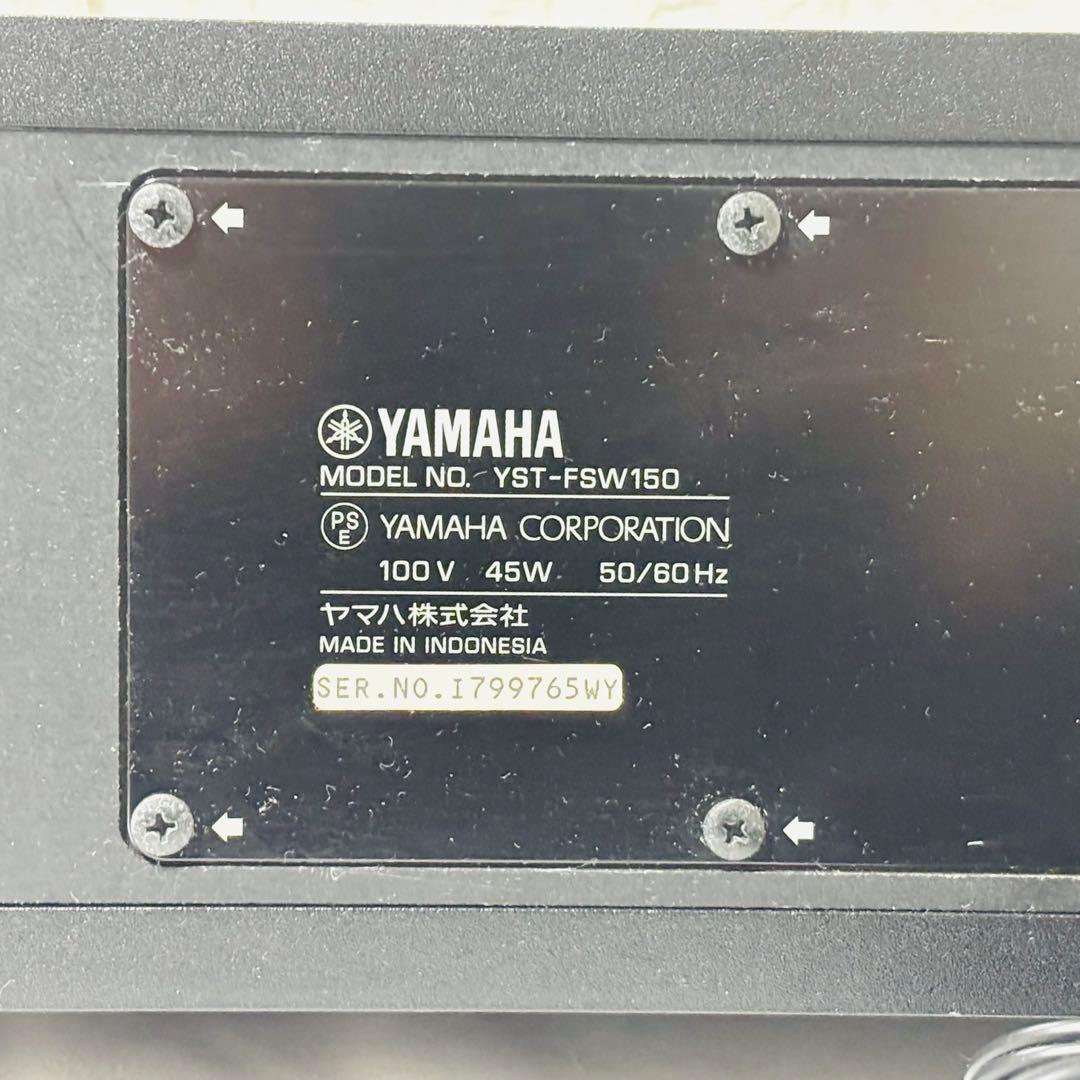 YAMAHA
MODEL NO. YST-FSW150
PSE YAMAHA CORPORATION
100V 45W 50/60Hz
ヤマハ株式会社
MADE IN INDONESIA
SER.NO.I799765WY